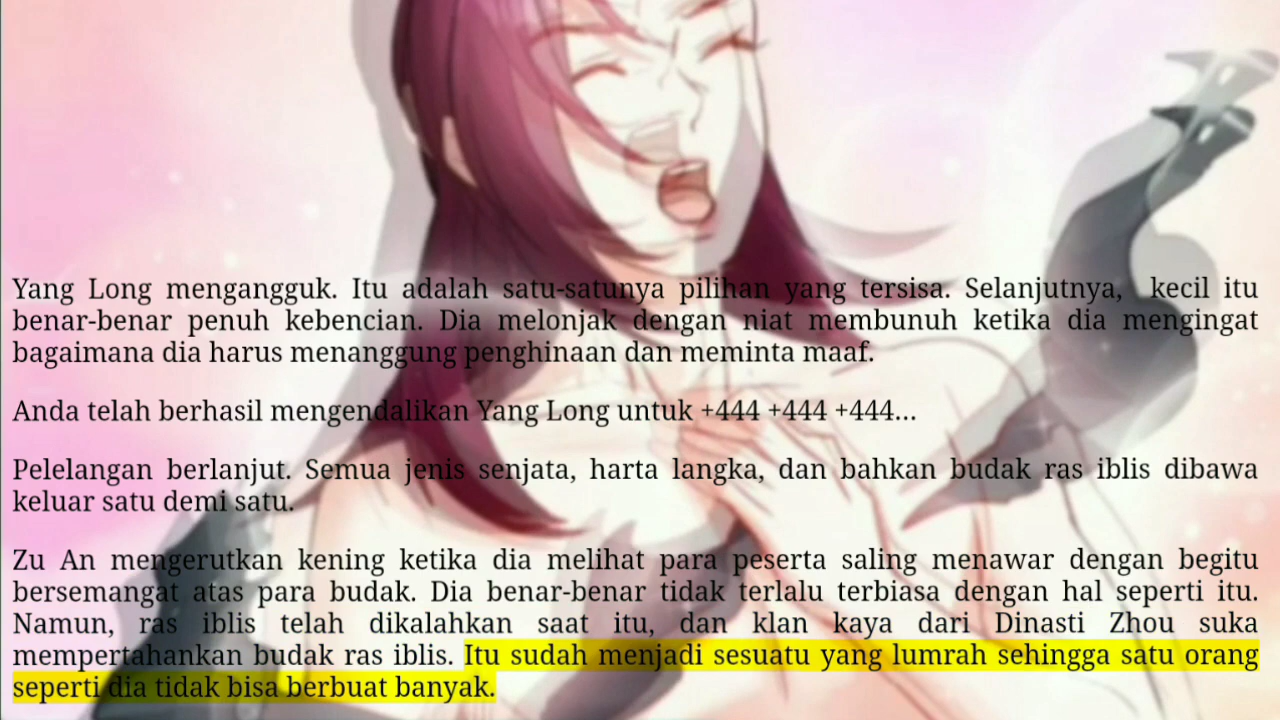 Yang Long mengangguk. Itu adalah satu-satunya pilihan yang tersisa. Selanjutnya, kecil itu
benar-benar penuh kebencian. Dia melonjak dengan niat membunuh ketika dia mengingat
bagaimana dia harus menanggung penghinaan dan meminta maaf.
Anda telah berhasil mengendalikan Yang Long untuk +444 +444 +444…
Pelelangan berlanjut. Semua jenis senjata, harta langka, dan bahkan budak ras iblis dibawa
keluar satu demi satu.
Zu An mengerutkan kening ketika dia melihat para peserta saling menawar dengan begitu
bersemangat atas para budak. Dia benar-benar tidak terlalu terbiasa dengan hal seperti itu.
Namun, ras iblis telah dikalahkan saat itu, dan klan kaya dari Dinasti Zhou suka
mempertahankan budak ras iblis. Itu sudah menjadi sesuatu yang lumrah sehingga satu orang
seperti dia tidak bisa berbuat banyak.